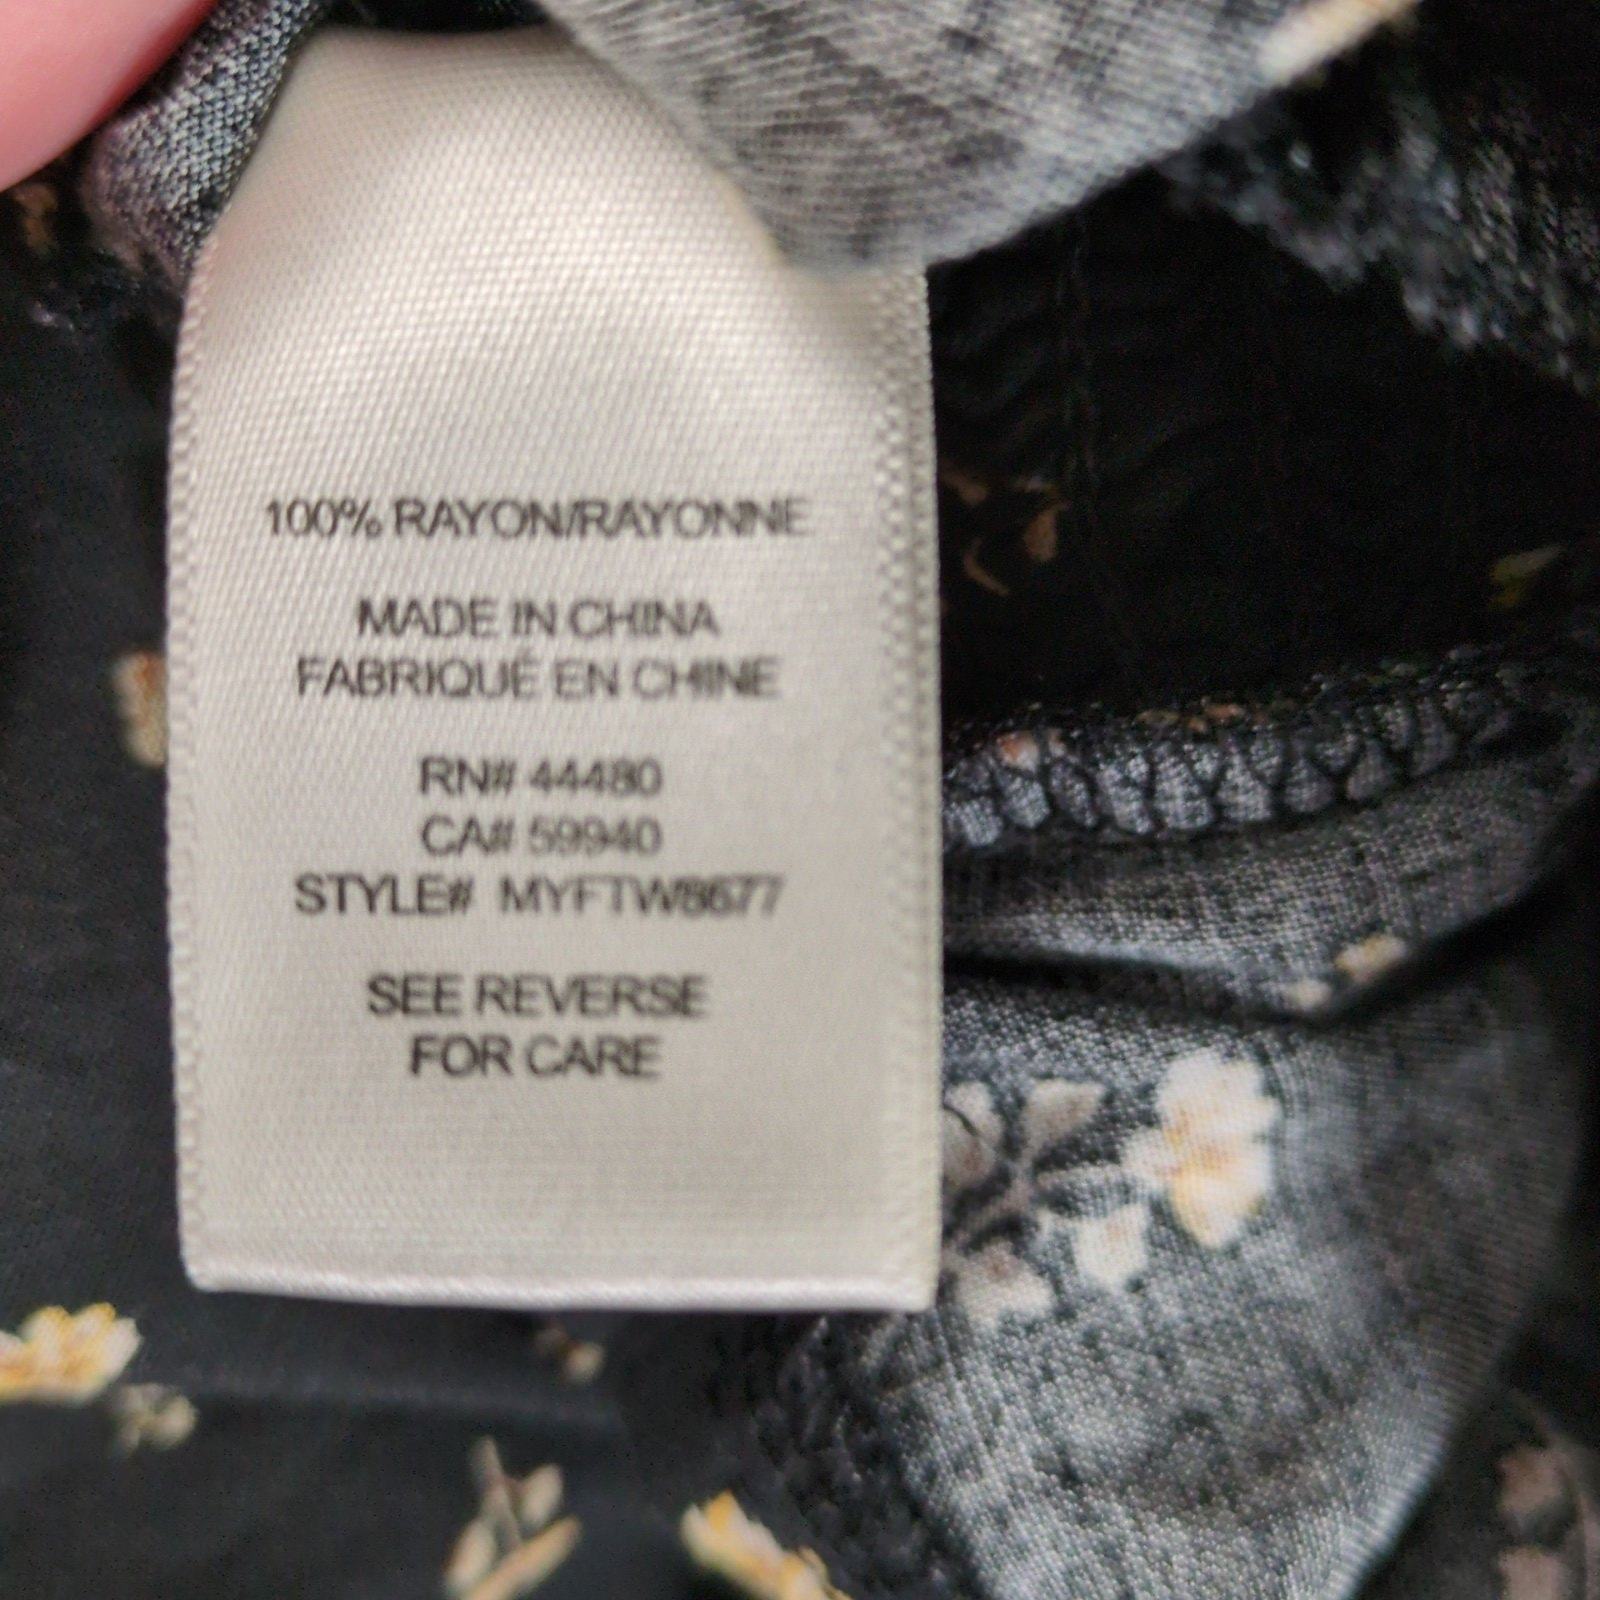 100% RAYON/RAYONNE
MADE IN CHINA
FABRIQUÉ EN CHINE
RN# 44480
CA# 59940
STYLE# MYFTW8677
SEE REVERSE
FOR CARE